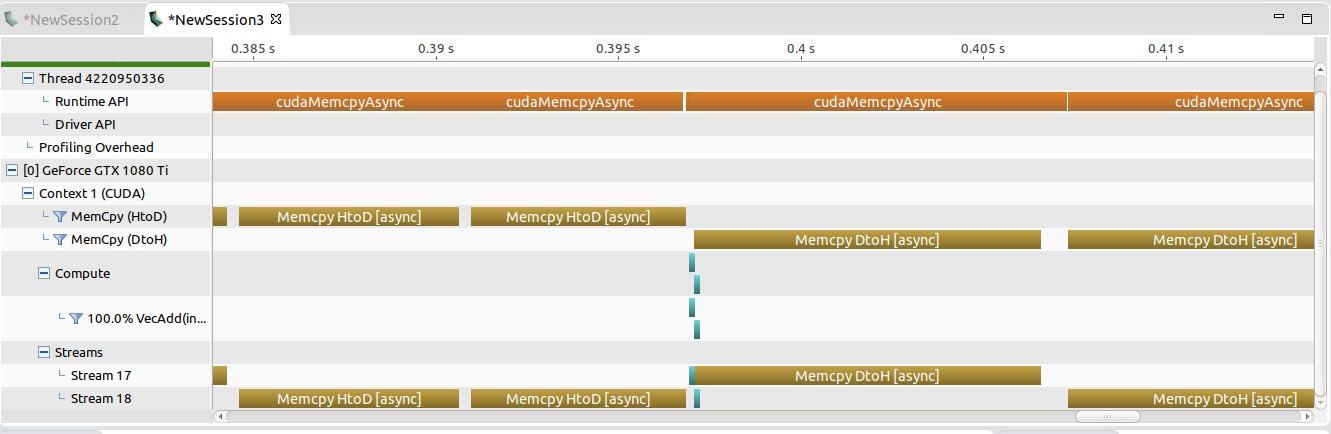 *NewSession2 *NewSession3
0.385 s 0.39 s 0.395 s 0.4 s 0.405 s 0.41 s
Thread 4220950336
Runtime API cudaMemcpyAsync cudaMemcpyAsync cudaMemcpyAsync cudaMemcpyAsync
Driver API
Profiling Overhead
[0] GeForce GTX 1080 Ti
Context 1 (CUDA)
MemCpy (HtoD) Memcpy HtoD [async] Memcpy HtoD [async]
MemCpy (DtoH) Memcpy DtoH [async] Memcpy DtoH [async]
Compute
100.0% VecAdd(in...
Streams
Stream 17 Memcpy DtoH [async]
Stream 18 Memcpy HtoD [async] Memcpy HtoD [async] Memcpy DtoH [async]